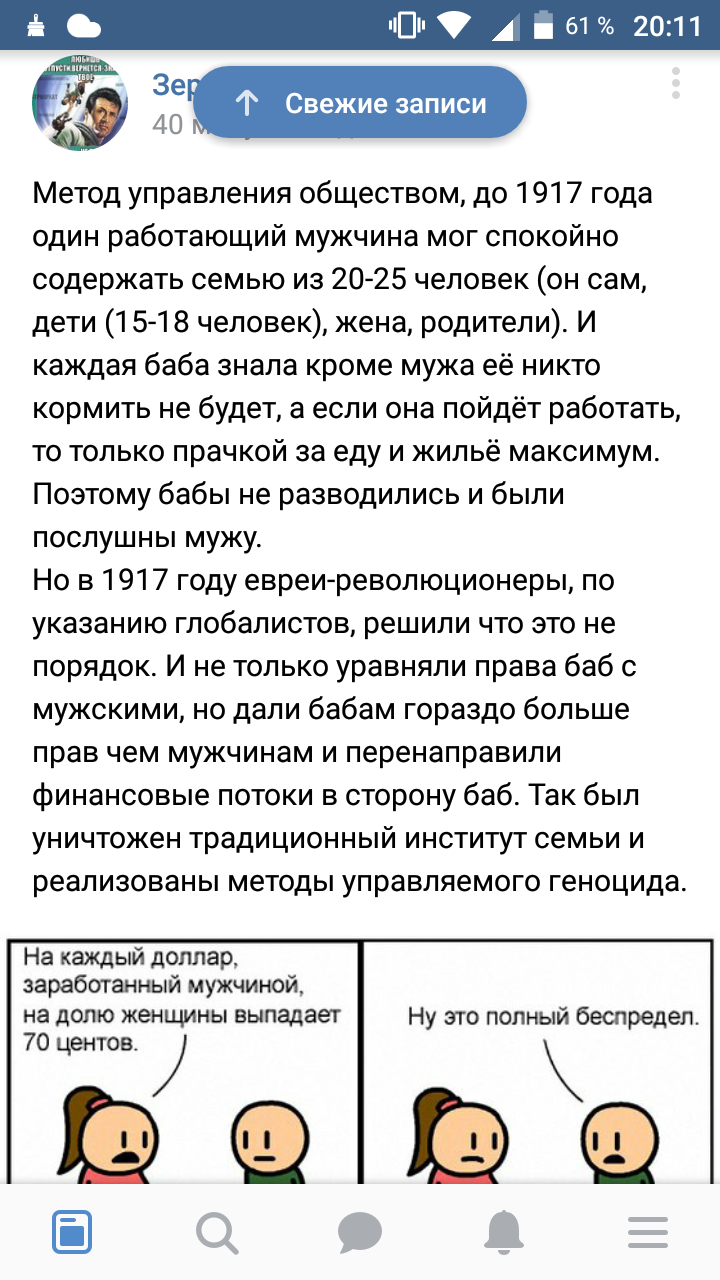 61 % 20:11
ЛЮБИШЬ
ОТПУСТИ.ВЕРНЕТСЯ-ЗН
ТВОЁ
Зер
Свежие записи
40 м
Метод управления обществом, до 1917 года
один работающий мужчина мог спокойно
содержать семью из 20-25 человек (он сам,
дети (15-18 человек), жена, родители). И
каждая баба знала кроме мужа её никто
кормить не будет, а если она пойдёт работать,
то только прачкой за еду и жильё максимум.
Поэтому бабы не разводились и были
послушны мужу.
Но в 1917 году евреи-революционеры, по
указанию глобалистов, решили что это не
порядок. И не только уравняли права баб с
мужскими, но дали бабам гораздо больше
прав чем мужчинам и перенаправили
финансовые потоки в сторону баб. Так был
уничтожен традиционный институт семьи и
реализованы методы управляемого геноцида.
На каждый доллар,
заработанный мужчиной,
на долю женщины выпадает
70 центов.
Ну это полный беспредел.